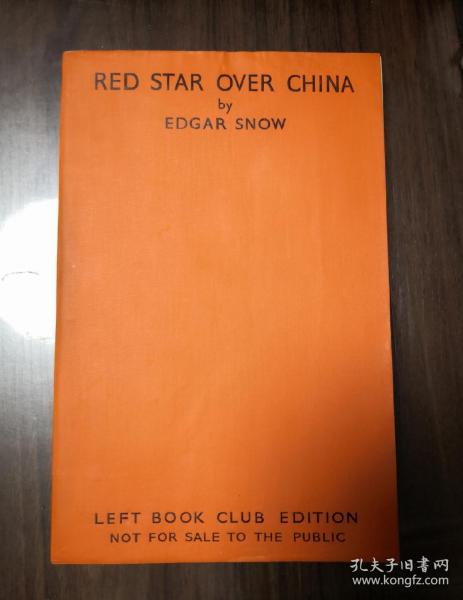 RED STAR OVER CHINA
by
EDGAR SNOW
LEFT BOOK CLUB EDITION
NOT FOR SALE TO THE PUBLIC
孔夫子旧书网
www.kongfz.com